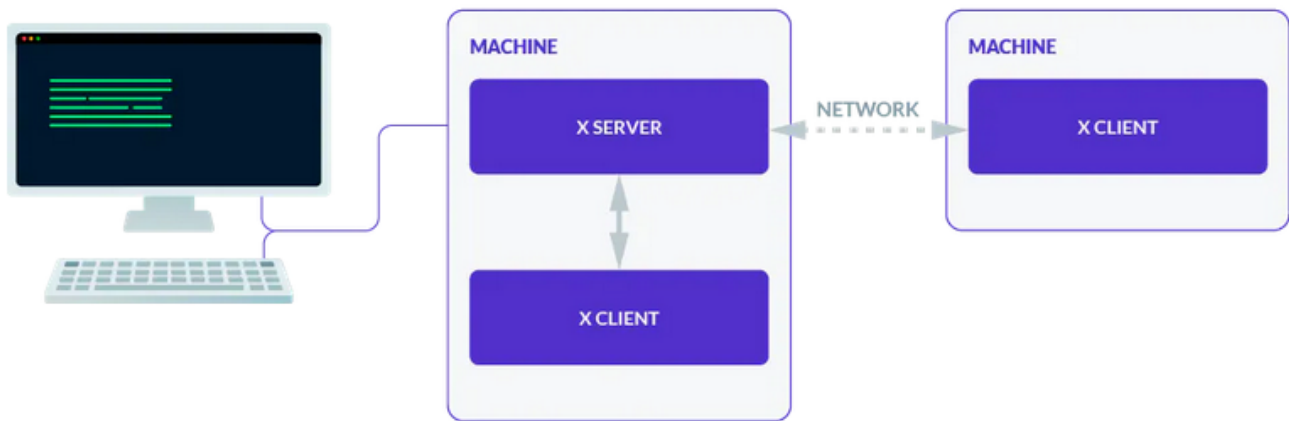 MACHINE
X SERVER
X CLIENT
NETWORK
MACHINE
X CLIENT